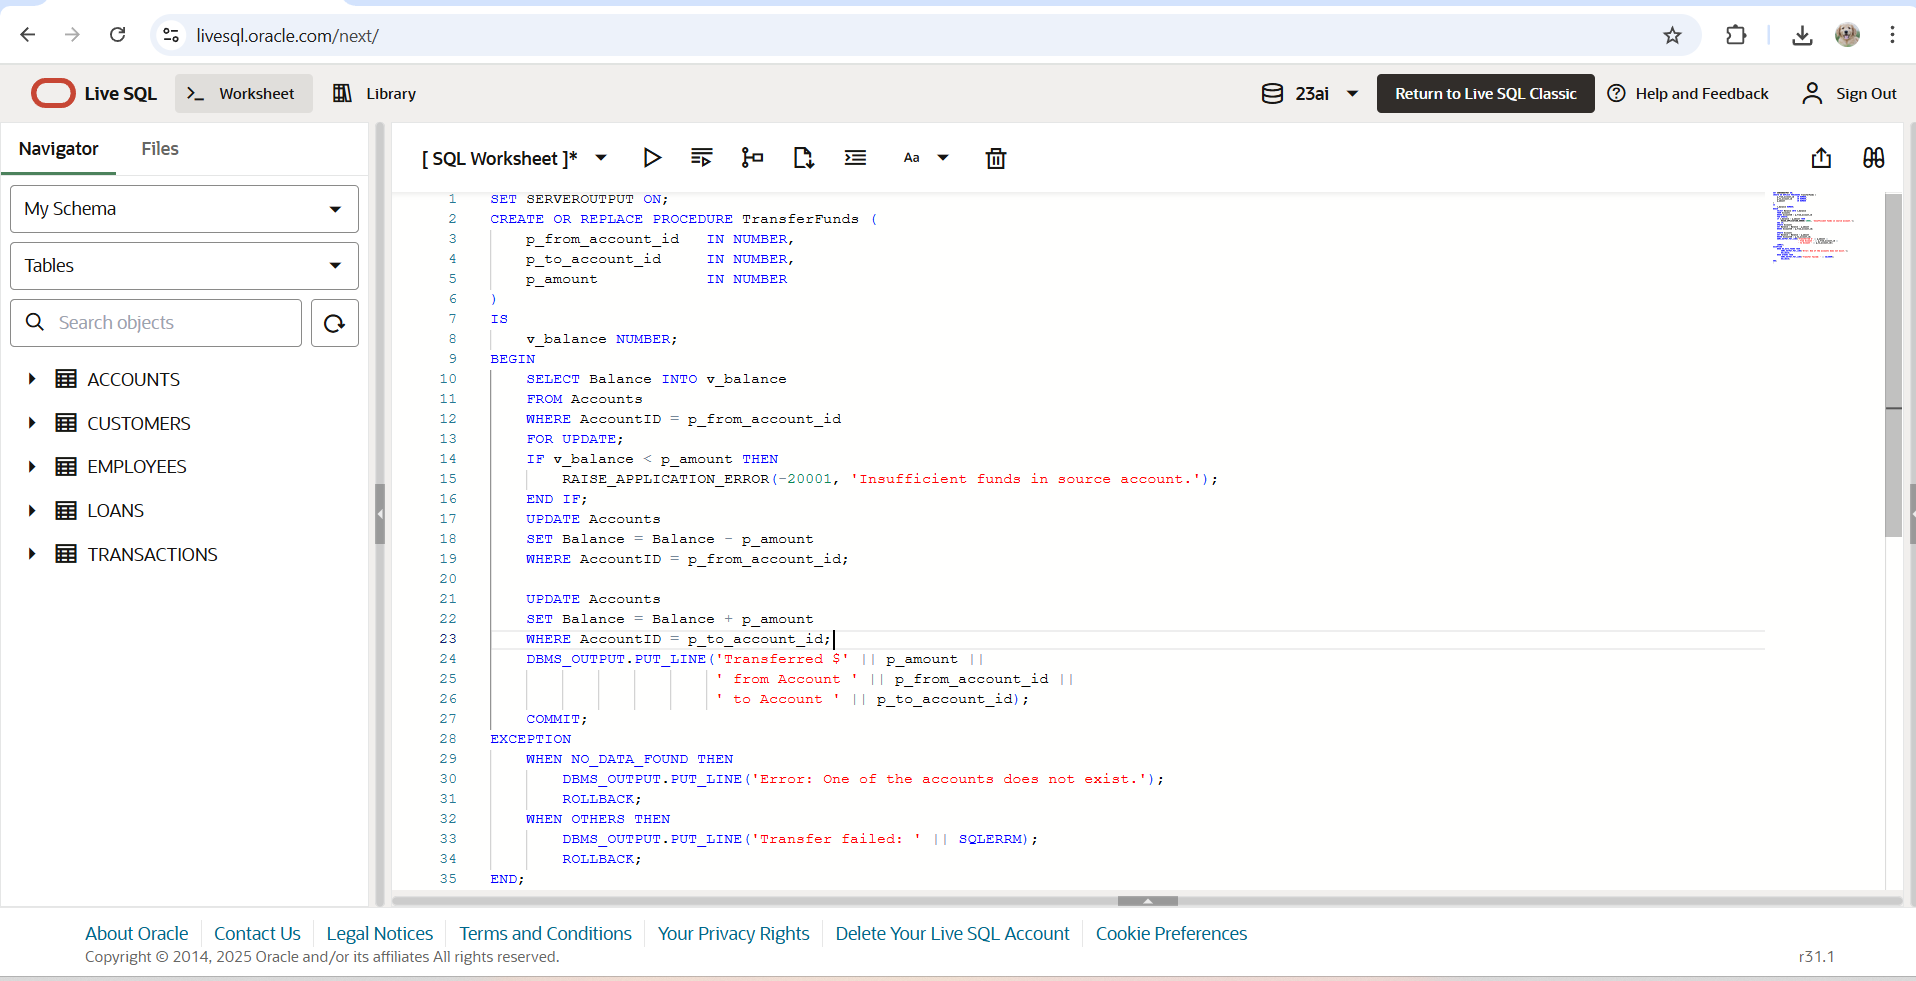 livesql.oracle.com/next/
Live SQL
Worksheet
Library
23ai
Return to Live SQL Classic
Help and Feedback
Sign Out
Navigator
Files
My Schema
Tables
Search objects
ACCOUNTS
CUSTOMERS
EMPLOYEES
LOANS
TRANSACTIONS
[ SQL Worksheet ]*
Aa
1 SET SERVEROUTPUT ON;
2 CREATE OR REPLACE PROCEDURE TransferFunds (
3     p_from_account_id   IN NUMBER,
4     p_to_account_id     IN NUMBER,
5     p_amount            IN NUMBER
6 )
7 IS
8     v_balance NUMBER;
9 BEGIN
10     SELECT Balance INTO v_balance
11     FROM Accounts
12     WHERE AccountID = p_from_account_id
13     FOR UPDATE;
14     IF v_balance < p_amount THEN
15         RAISE_APPLICATION_ERROR(-20001, 'Insufficient funds in source account.');
16     END IF;
17     UPDATE Accounts
18     SET Balance = Balance - p_amount
19     WHERE AccountID = p_from_account_id;
20
21     UPDATE Accounts
22     SET Balance = Balance + p_amount
23     WHERE AccountID = p_to_account_id;
24     DBMS_OUTPUT.PUT_LINE('Transferred $' || p_amount ||
25                          ' from Account ' || p_from_account_id ||
26                          ' to Account ' || p_to_account_id);
27     COMMIT;
28 EXCEPTION
29     WHEN NO_DATA_FOUND THEN
30         DBMS_OUTPUT.PUT_LINE('Error: One of the accounts does not exist.');
31         ROLLBACK;
32     WHEN OTHERS THEN
33         DBMS_OUTPUT.PUT_LINE('Transfer failed: ' || SQLERRM);
34         ROLLBACK;
35 END;
About Oracle
Contact Us
Legal Notices
Terms and Conditions
Your Privacy Rights
Delete Your Live SQL Account
Cookie Preferences
Copyright © 2014, 2025 Oracle and/or its affiliates All rights reserved.
r31.1